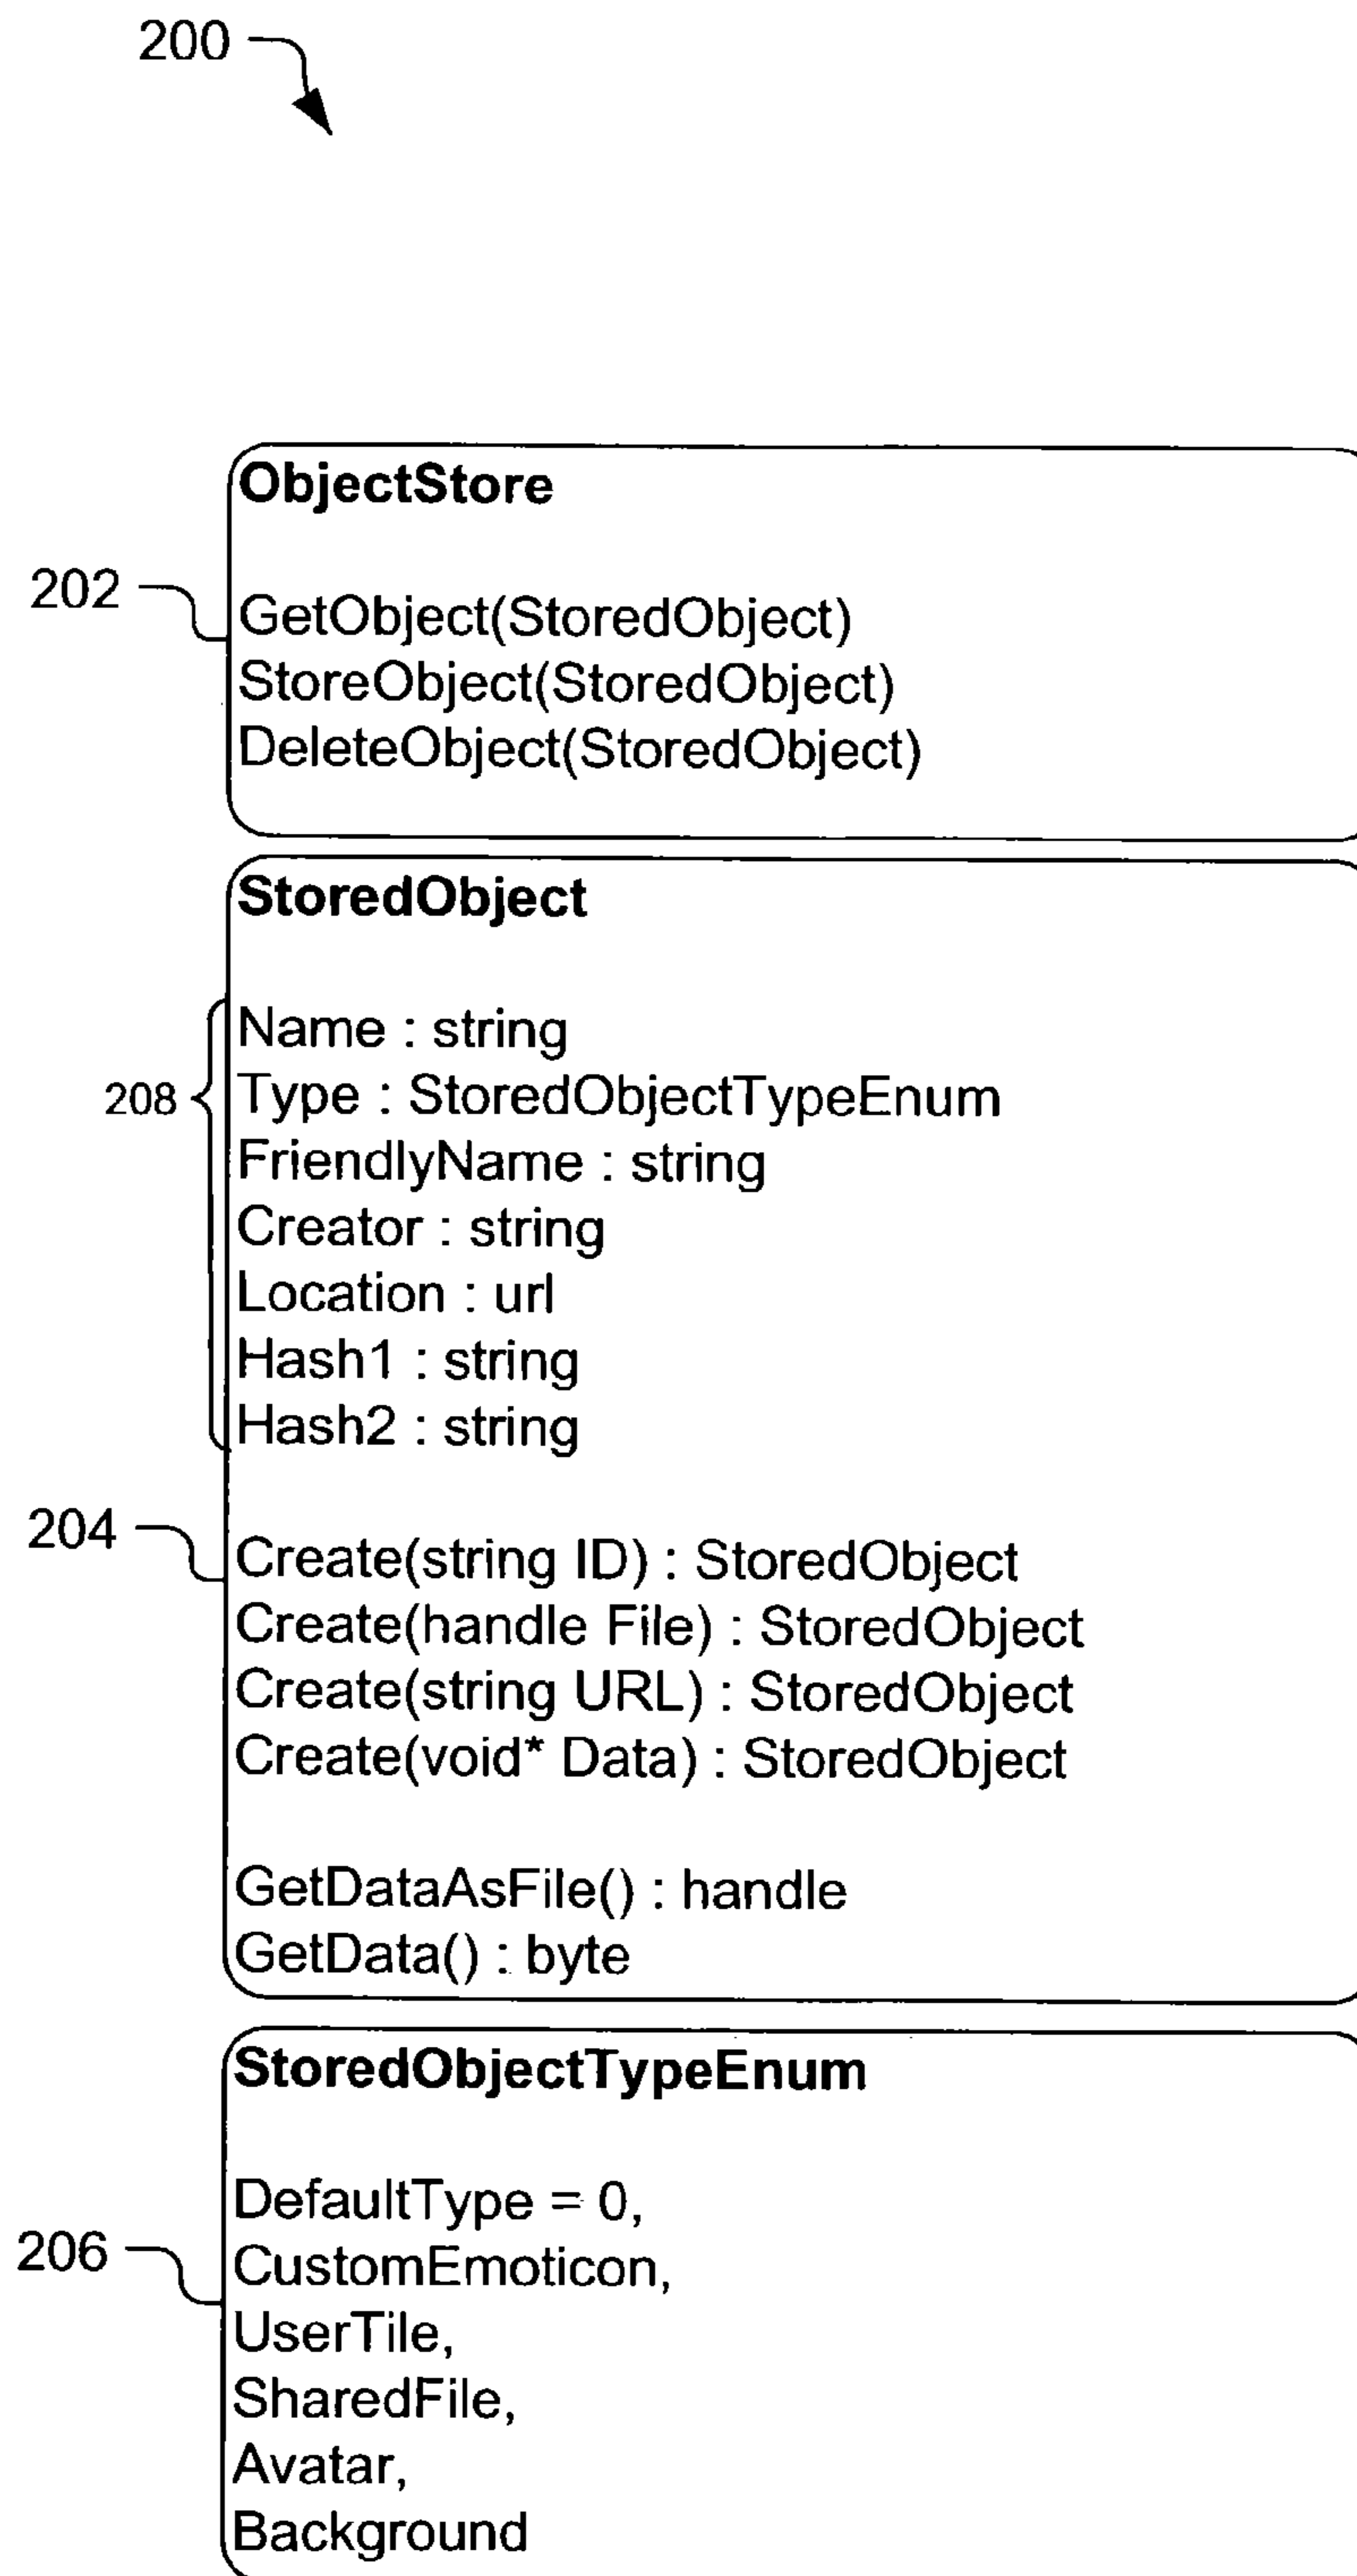 200
ObjectStore
202
GetObject(StoredObject)
StoreObject(StoredObject)
DeleteObject(StoredObject)
StoredObject
Name : string
208
Type : StoredObjectTypeEnum
FriendlyName : string
Creator : string
Location : url
Hash1 : string
Hash2 : string
204
Create(string ID) : StoredObject
Create(handle File) : StoredObject
Create(string URL) : StoredObject
Create(void* Data) : StoredObject
GetDataAsFile() : handle
GetData() : byte
StoredObjectTypeEnum
DefaultType = 0,
206
CustomEmoticon,
UserTile,
SharedFile,
Avatar,
Background